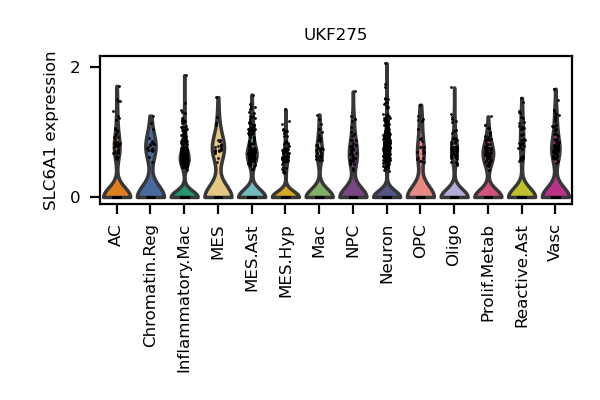 UKF275
SLC6A1 expression
2
0
AC
Chromatin.Reg
Inflammatory.Mac
MES
MES.Ast
MES.Hyp
Mac
NPC
Neuron
OPC
Oligo
Prolif.Metab
Reactive.Ast
Vasc